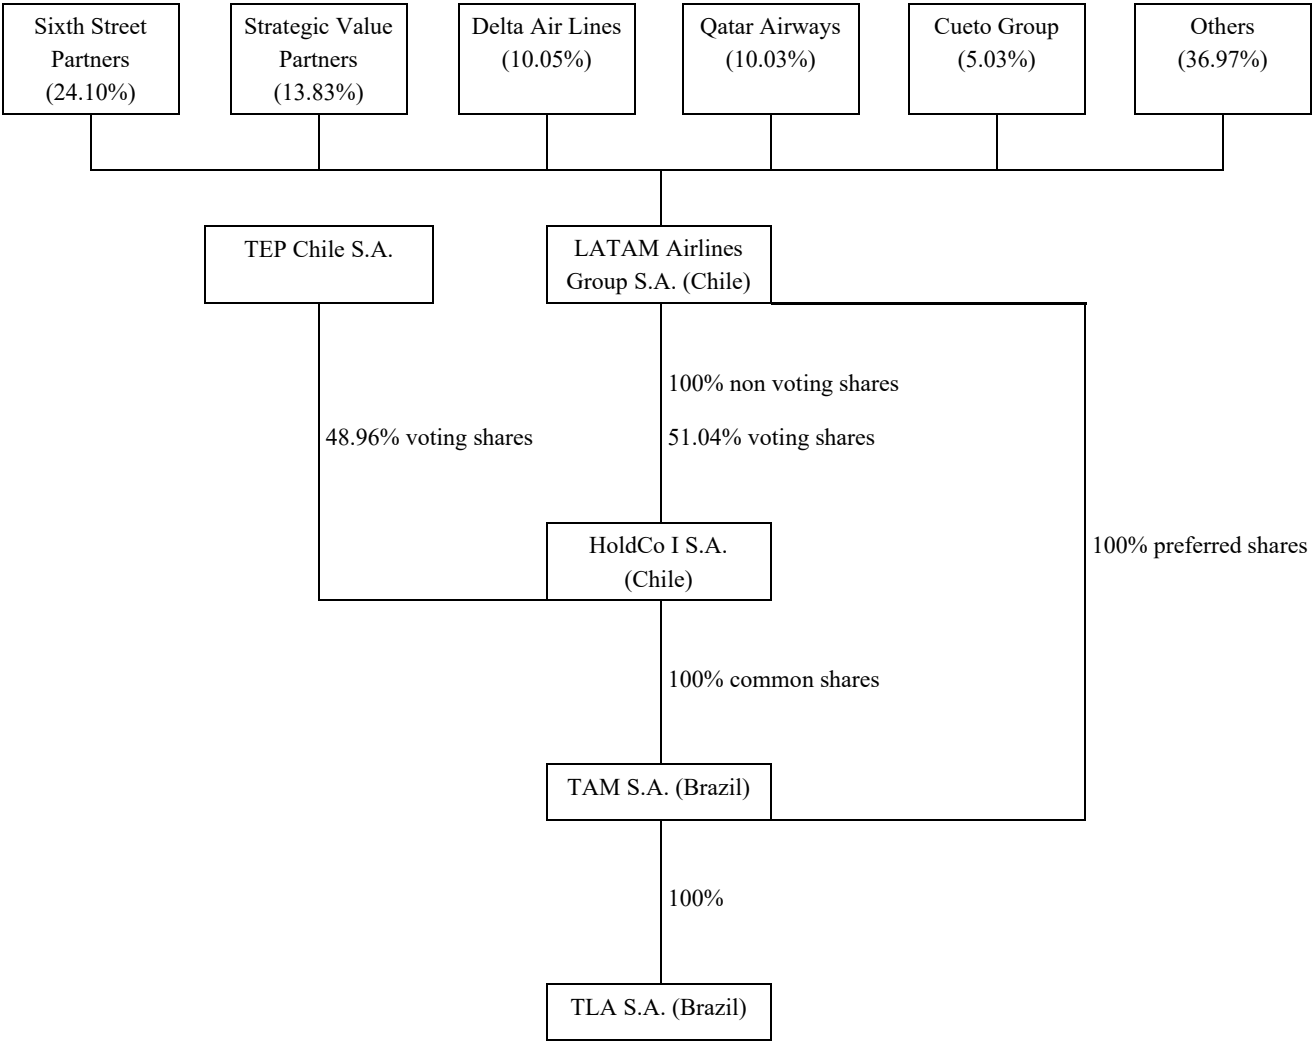 Sixth Street
Partners
(24.10%)
Strategic Value
Partners
(13.83%)
Delta Air Lines
(10.05%)
Qatar Airways
(10.03%)
Cueto Group
(5.03%)
Others
(36.97%)
TEP Chile S.A.
LATAM Airlines
Group S.A. (Chile)
100% non voting shares
48.96% voting shares
51.04% voting shares
HoldCo I S.A.
(Chile)
100% preferred shares
100% common shares
TAM S.A. (Brazil)
100%
TLA S.A. (Brazil)